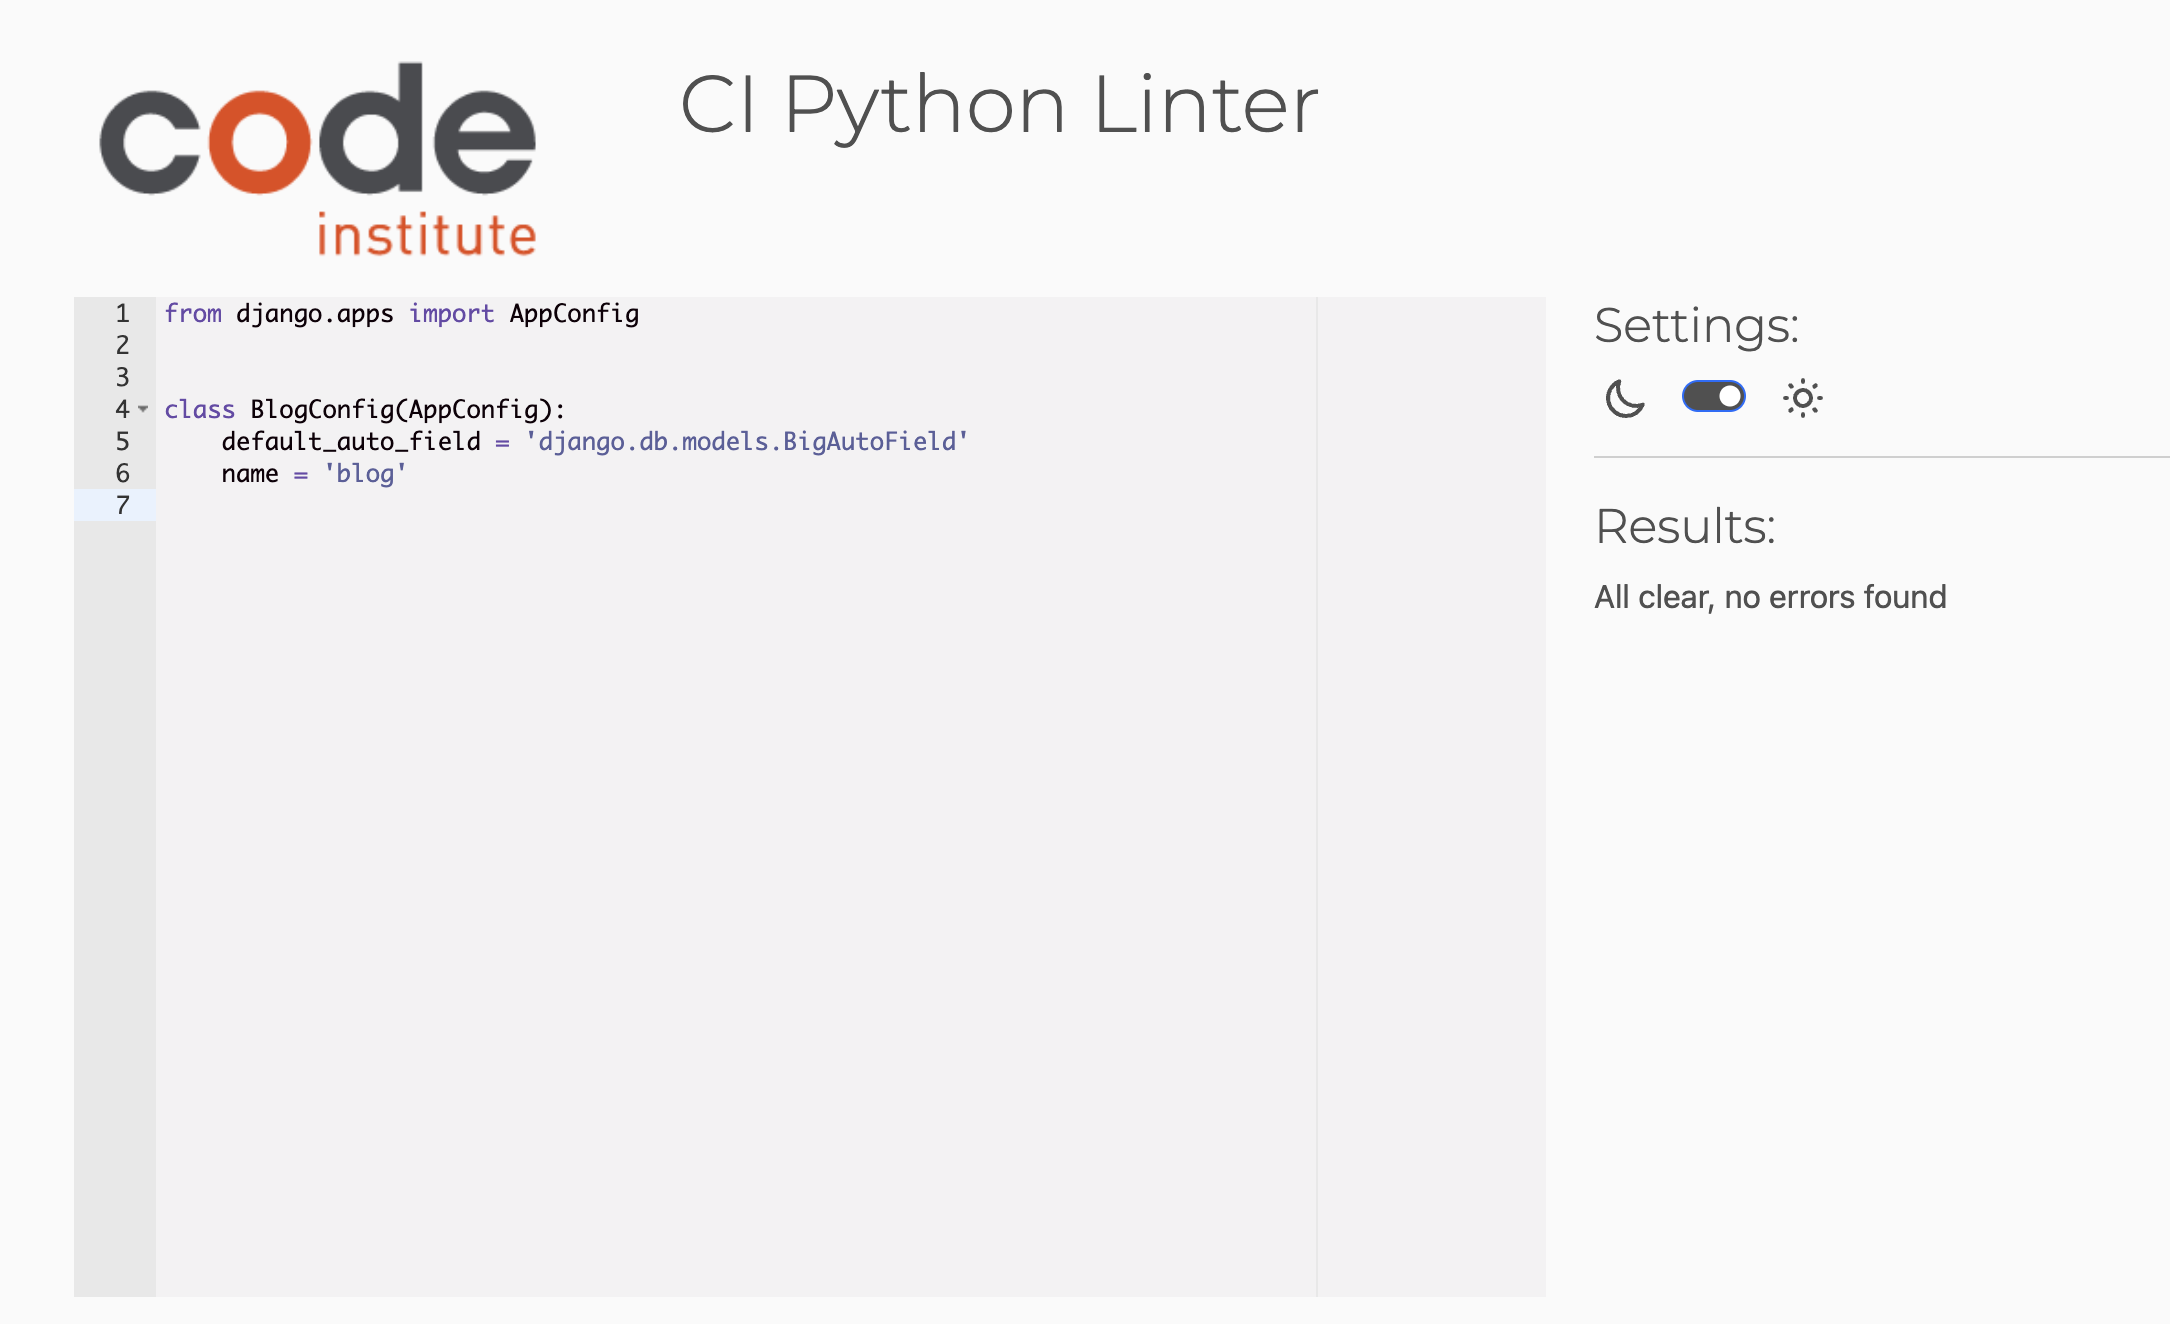 code
institute
CI Python Linter
1 from django.apps import AppConfig
2
3
4 class BlogConfig(AppConfig):
5     default_auto_field = 'django.db.models.BigAutoField'
6     name = 'blog'
7
Settings:
Results:
All clear, no errors found